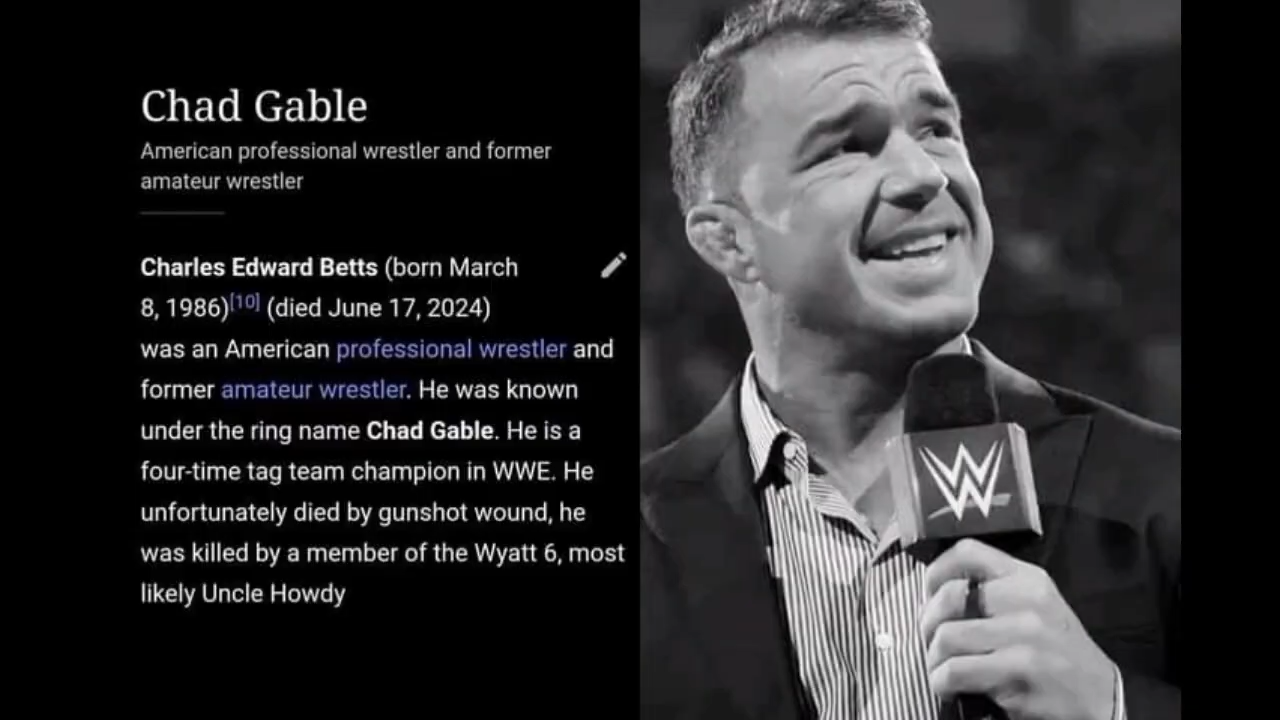 Chad Gable
American professional wrestler and former
amateur wrestler
Charles Edward Betts (born March
8, 1986)[10] (died June 17, 2024)
was an American professional wrestler and
former amateur wrestler. He was known
under the ring name Chad Gable. He is a
four-time tag team champion in WWE. He
unfortunately died by gunshot wound, he
was killed by a member of the Wyatt 6, most
likely Uncle Howdy
W